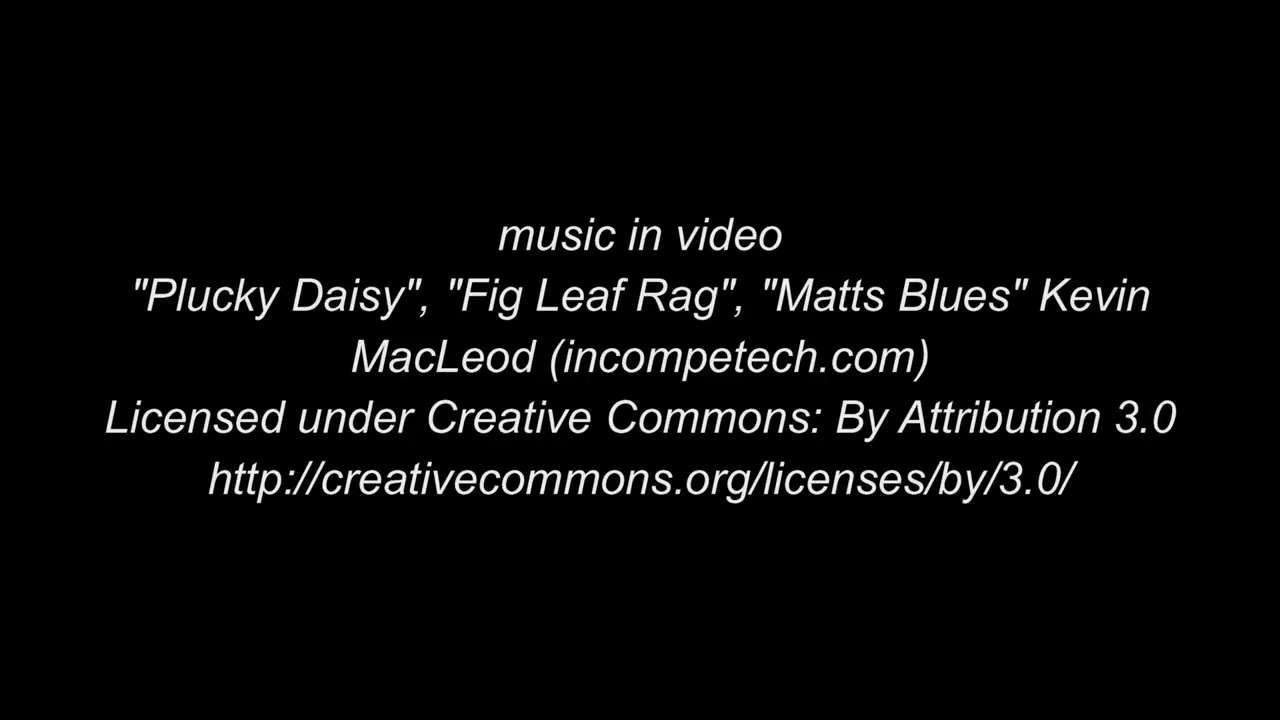 music in video
"Plucky Daisy", "Fig Leaf Rag", "Matts Blues" Kevin
MacLeod (incompetech.com)
Licensed under Creative Commons: By Attribution 3.0
http://creativecommons.org/licenses/by/3.0/